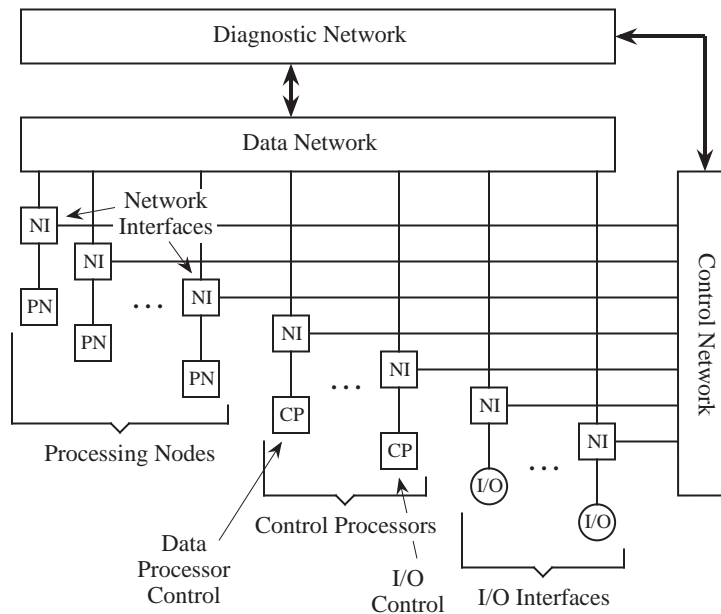 Diagnostic Network
Data Network
Network
Interfaces
NI
NI
NI
NI
NI
NI
NI
PN
PN
PN
...
CP
CP
...
I/O
I/O
...
Control Network
Processing Nodes
Control Processors
I/O Interfaces
Data
Processor
Control
I/O
Control